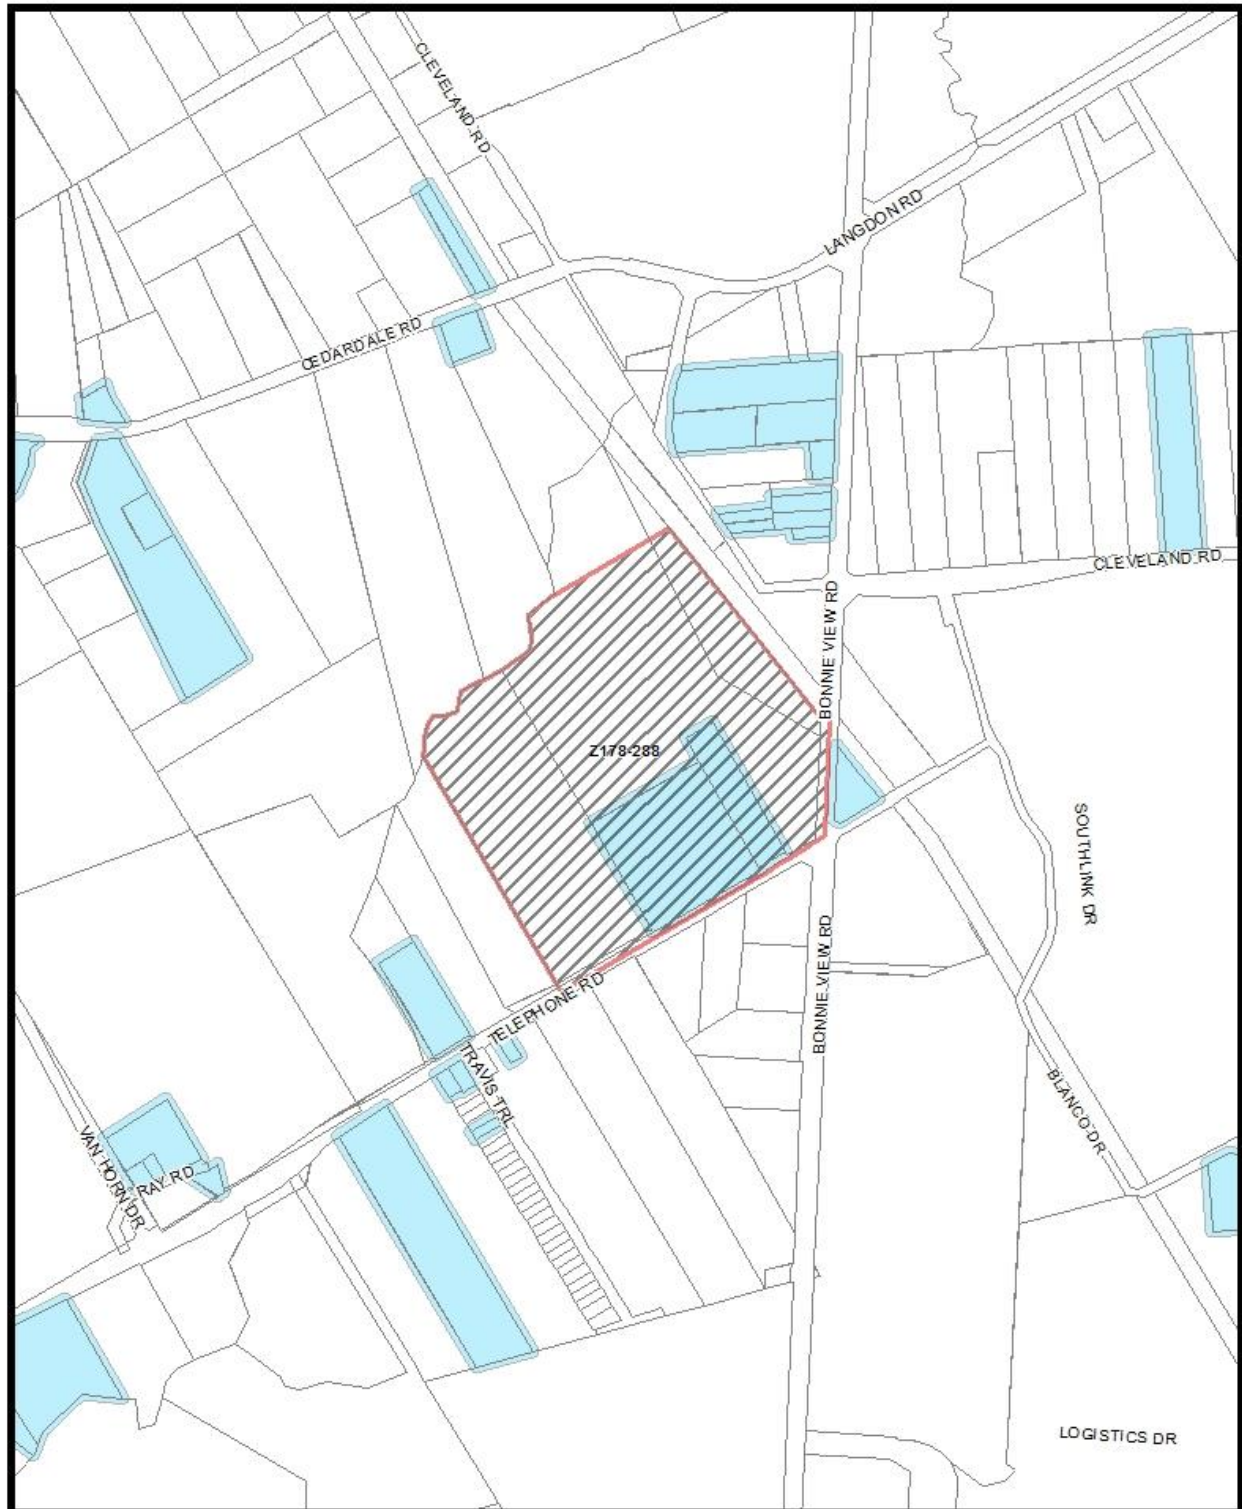 CLEVELAND RD
LANGDON RD
CEDARDALE RD
CLEVELAND RD
BONNIE VIEW RD
Z178-288
SOUTHLINK DR
BONNIE VIEW RD
TELEPHONE RD
TRAVIS TRL
BLANCO DR
VAN HORN DR
RAY RD
LOGISTICS DR